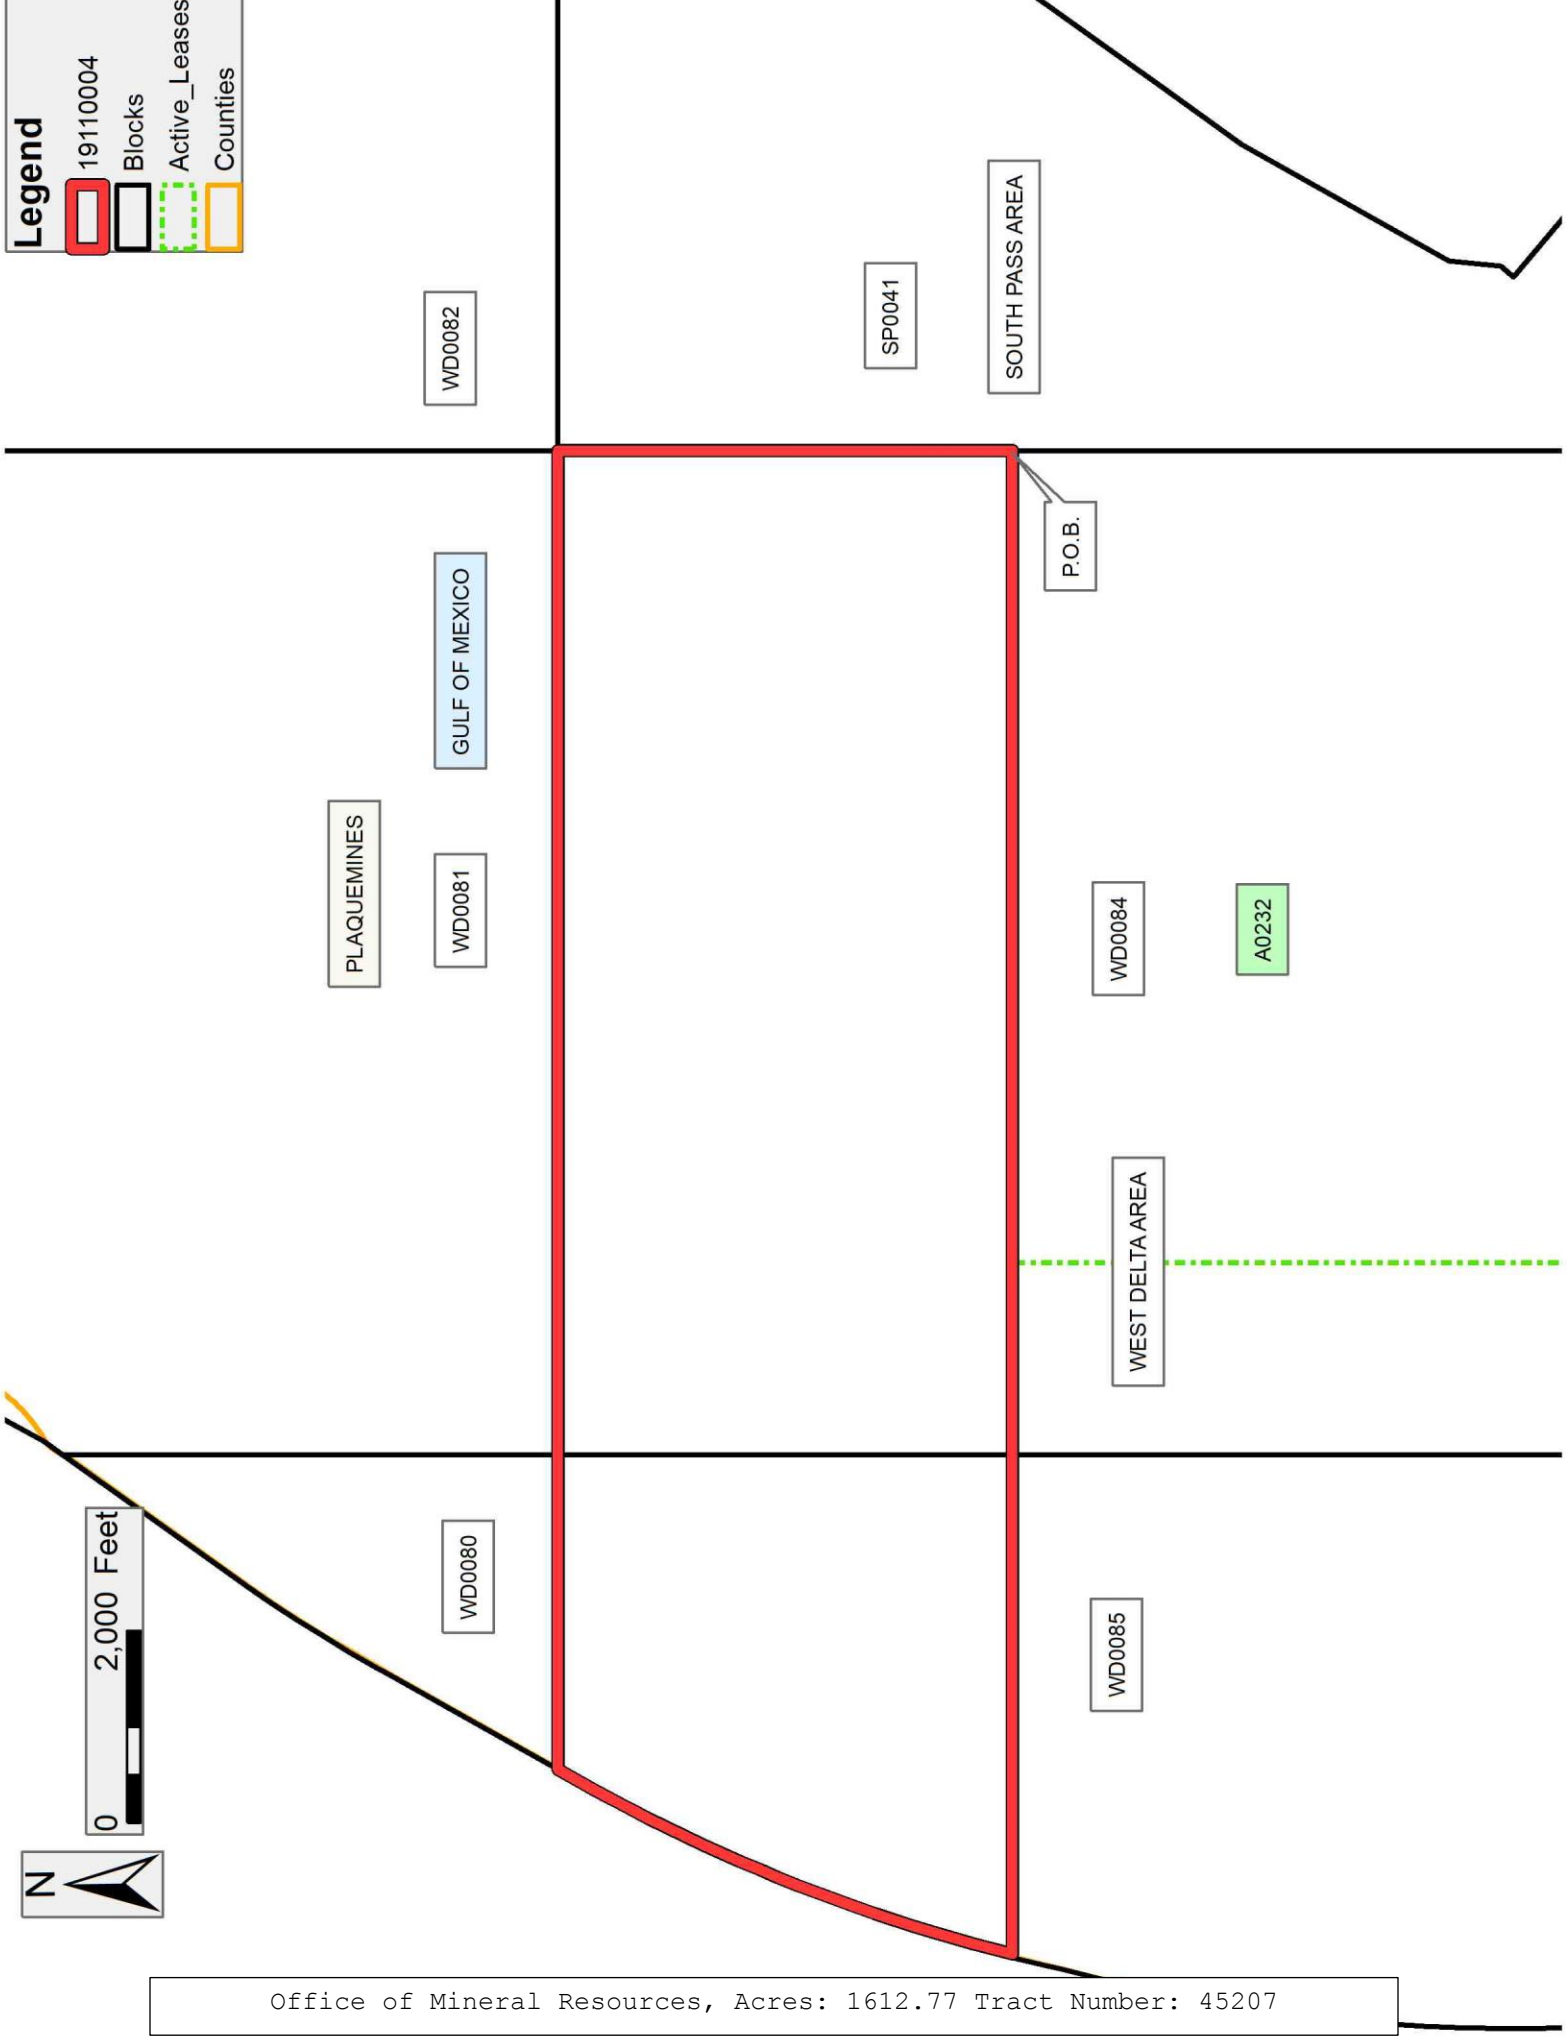 Legend
19110004
Blocks
Active_Leases
Counties
WD0082
SP0041
SOUTH PASS AREA
GULF OF MEXICO
P.O.B.
PLAQUEMINES
WD0081
WD0084
A0232
WEST DELTA AREA
WD0080
WD0085
0 2,000 Feet
N
Office of Mineral Resources, Acres: 1612.77 Tract Number: 45207